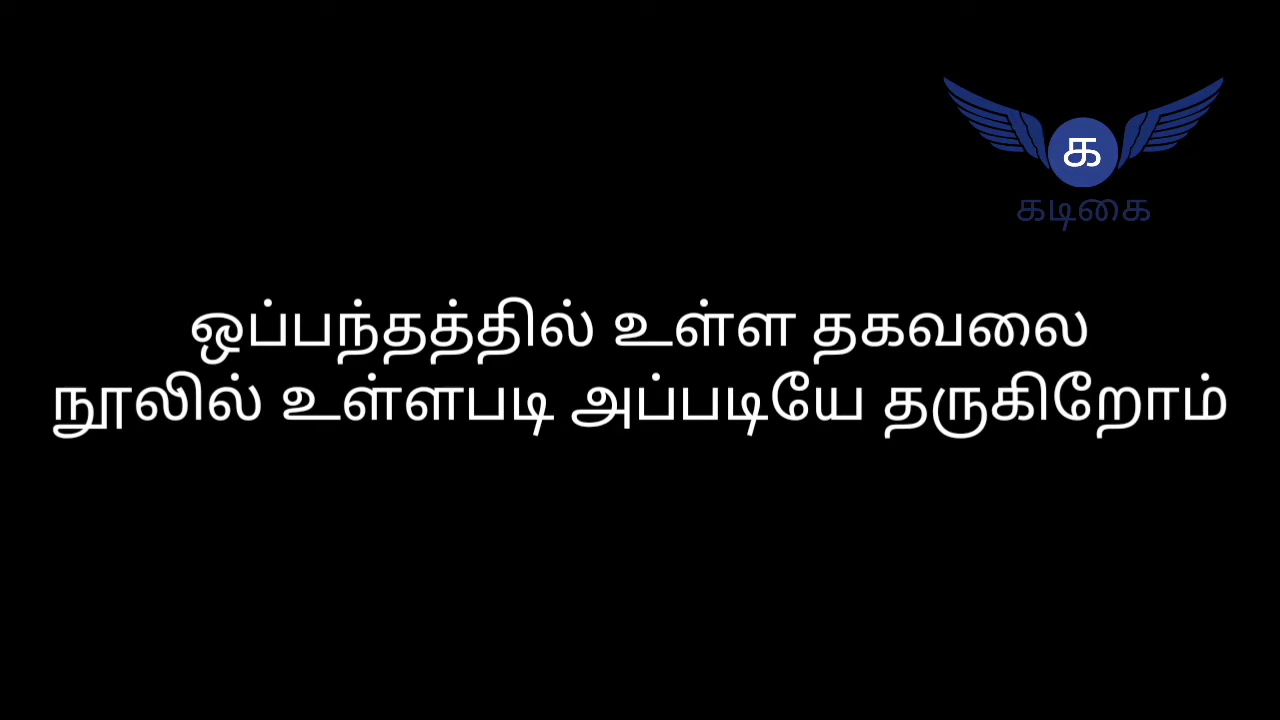 க
கடிகை
ஒப்பந்தத்தில் உள்ள தகவலை
நூலில் உள்ளபடி அப்படியே தருகிறோம்